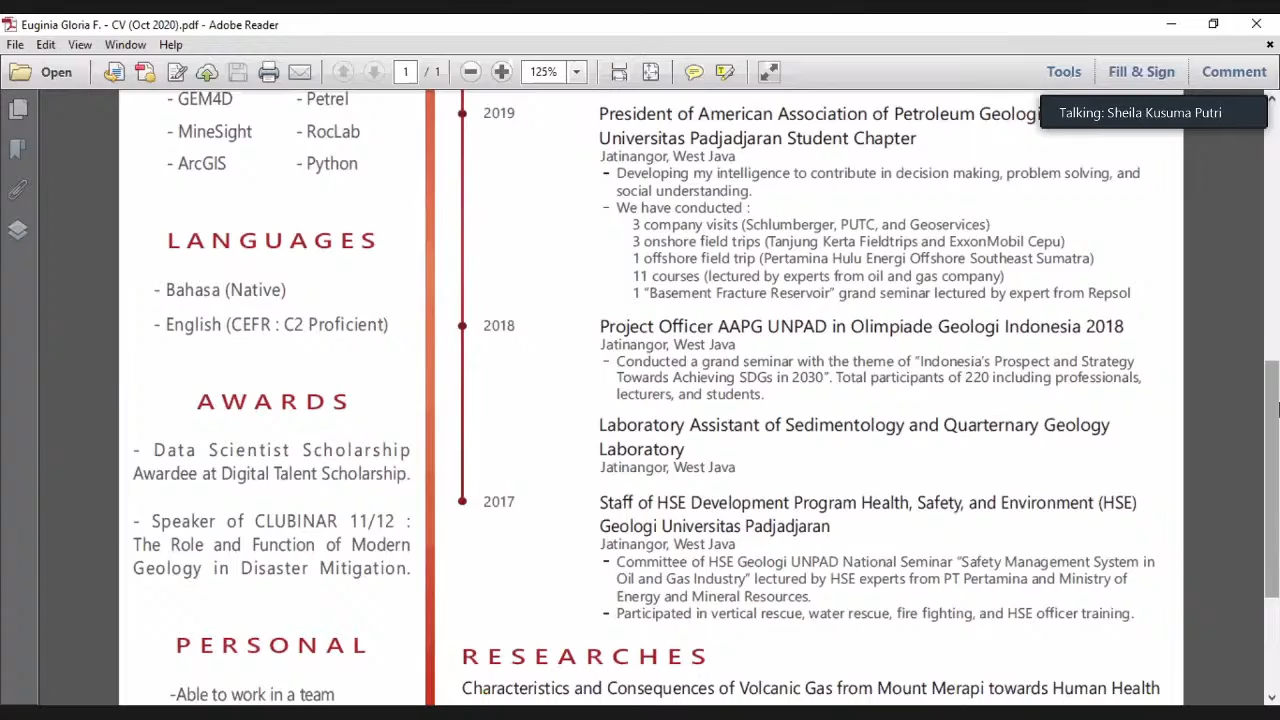 Euginia Gloria F. - CV (Oct 2020).pdf - Adobe Reader
File Edit View Window Help
Open
1 / 1
125%
Tools Fill & Sign Comment
Talking: Sheila Kusuma Putri
- GEM4D - Petrel
- MineSight - RocLab
- ArcGIS - Python
LANGUAGES
- Bahasa (Native)
- English (CEFR : C2 Proficient)
AWARDS
- Data Scientist Scholarship
Awardee at Digital Talent Scholarship.
- Speaker of CLUBINAR 11/12 :
The Role and Function of Modern
Geology in Disaster Mitigation.
PERSONAL
-Able to work in a team
2019
President of American Association of Petroleum Geologi
Universitas Padjadjaran Student Chapter
Jatinangor, West Java
- Developing my intelligence to contribute in decision making, problem solving, and
social understanding.
- We have conducted :
3 company visits (Schlumberger, PUTC, and Geoservices)
3 onshore field trips (Tanjung Kerta Fieldtrips and ExxonMobil Cepu)
1 offshore field trip (Pertamina Hulu Energi Offshore Southeast Sumatra)
11 courses (lectured by experts from oil and gas company)
1 "Basement Fracture Reservoir" grand seminar lectured by expert from Repsol
2018
Project Officer AAPG UNPAD in Olimpiade Geologi Indonesia 2018
Jatinangor, West Java
- Conducted a grand seminar with the theme of "Indonesia's Prospect and Strategy
Towards Achieving SDGs in 2030". Total participants of 220 including professionals,
lecturers, and students.
Laboratory Assistant of Sedimentology and Quarternary Geology
Laboratory
Jatinangor, West Java
2017
Staff of HSE Development Program Health, Safety, and Environment (HSE)
Geologi Universitas Padjadjaran
Jatinangor, West Java
- Committee of HSE Geologi UNPAD National Seminar "Safety Management System in
Oil and Gas Industry" lectured by HSE experts from PT Pertamina and Ministry of
Energy and Mineral Resources.
- Participated in vertical rescue, water rescue, fire fighting, and HSE officer training.
RESEARCHES
Characteristics and Consequences of Volcanic Gas from Mount Merapi towards Human Health